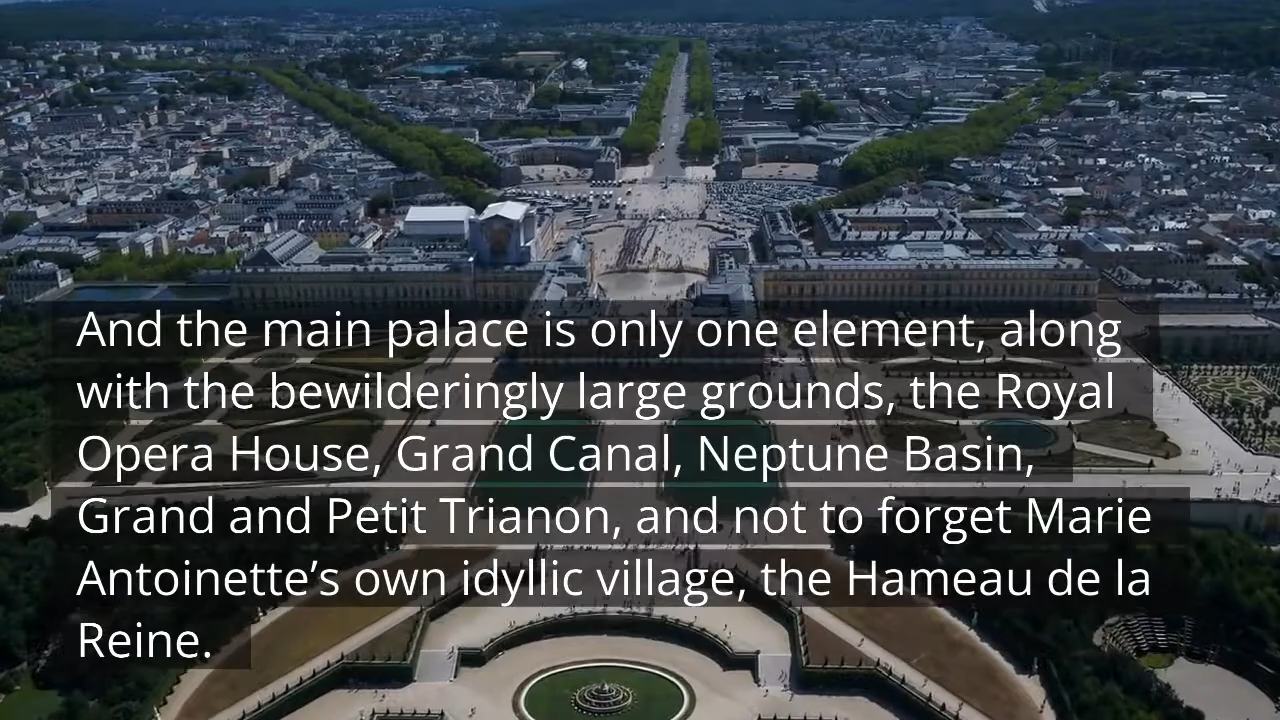 And the main palace is only one element, along
with the bewilderingly large grounds, the Royal
Opera House, Grand Canal, Neptune Basin,
Grand and Petit Trianon, and not to forget Marie
Antoinette’s own idyllic village, the Hameau de la
Reine.